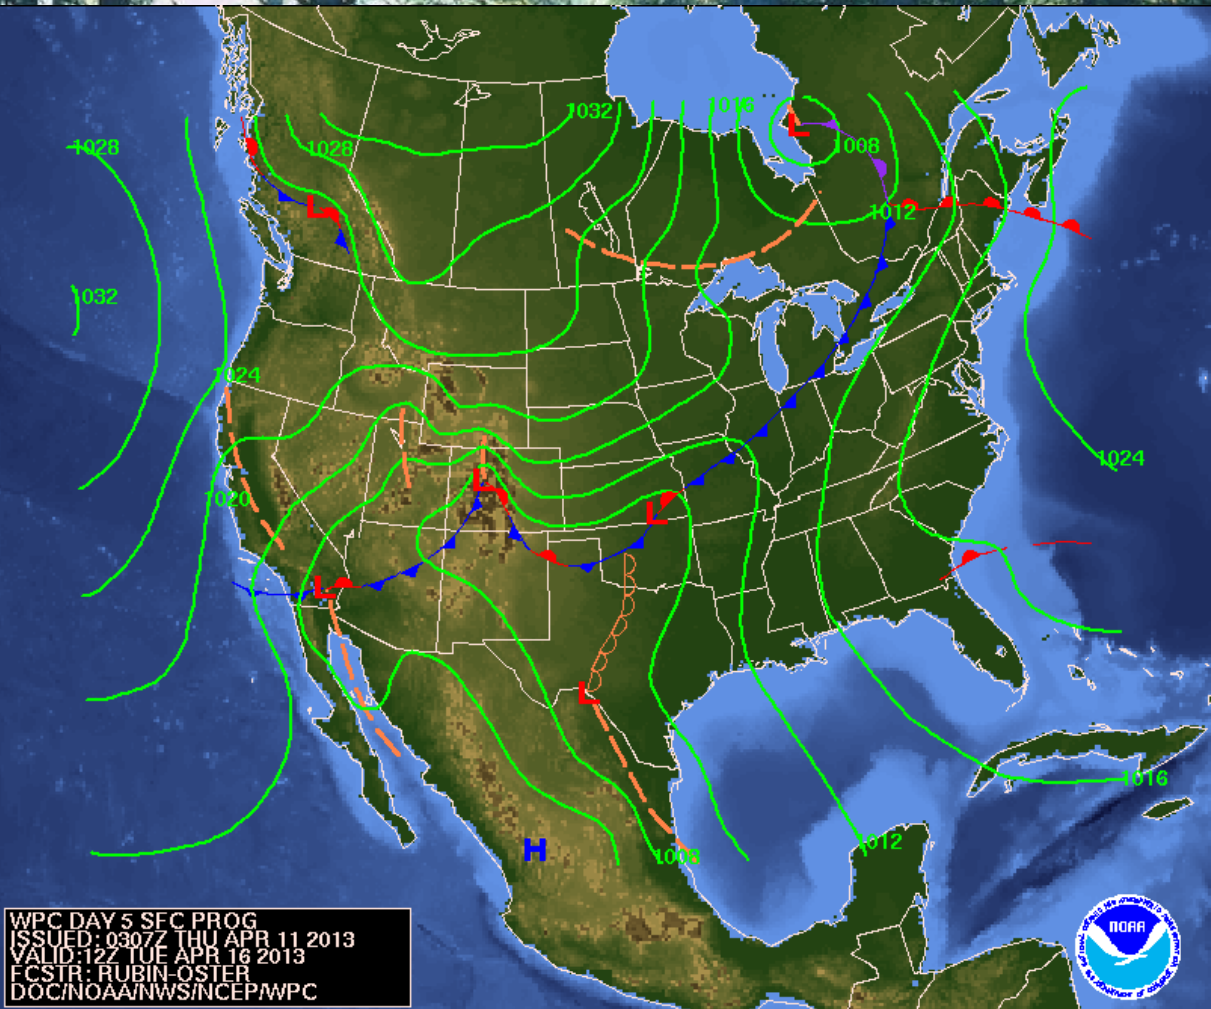 1032
1016
L
1028
1028
1008
L
1012
1032
1024
1024
L
1020
L
L
L
1016
1012
H
1008
NOAA
WPC DAY 5 SFC PROG
ISSUED: 0307Z THU APR 11 2013
VALID:12Z TUE APR 16 2013
FCSTR: RUBIN-OSTER
DOC/NOAA/NWS/NCEP/WPC